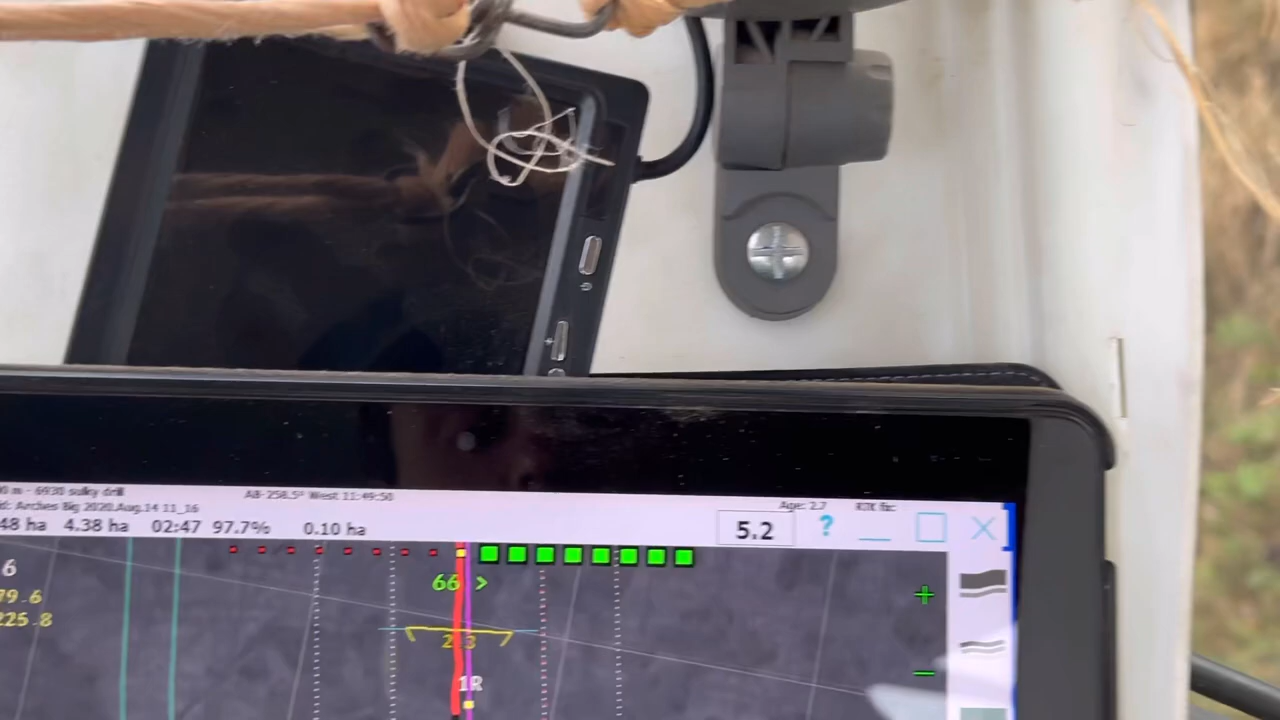 0 m - 6930 sulky drill
AB-258.5° West 11:49:50
d: Arches Big 2020.Aug.14 11_16
48 ha 4.38 ha 02:47 97.7% 0.10 ha
Age: 2.7
RTK fix:
5.2
?
6
66 >
79.6
225.8
+
1R
−